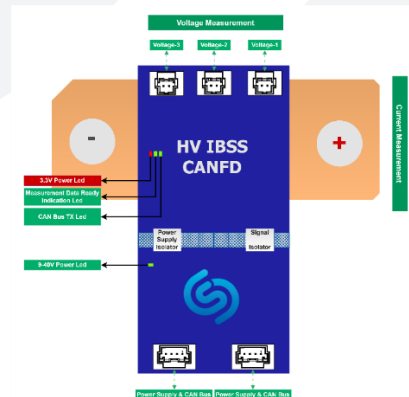 Voltage Measurement
Voltage-3
Voltage-2
Voltage-1
-
HV IBSS
CANFD
+
Current Measurement
3.3V Power Led
Measurement Data Ready
Indication Led
CAN Bus TX Led
Power
Supply
Isolator
Signal
Isolator
9-40V Power Led
Power Supply & CAN Bus
Power Supply & CAN Bus